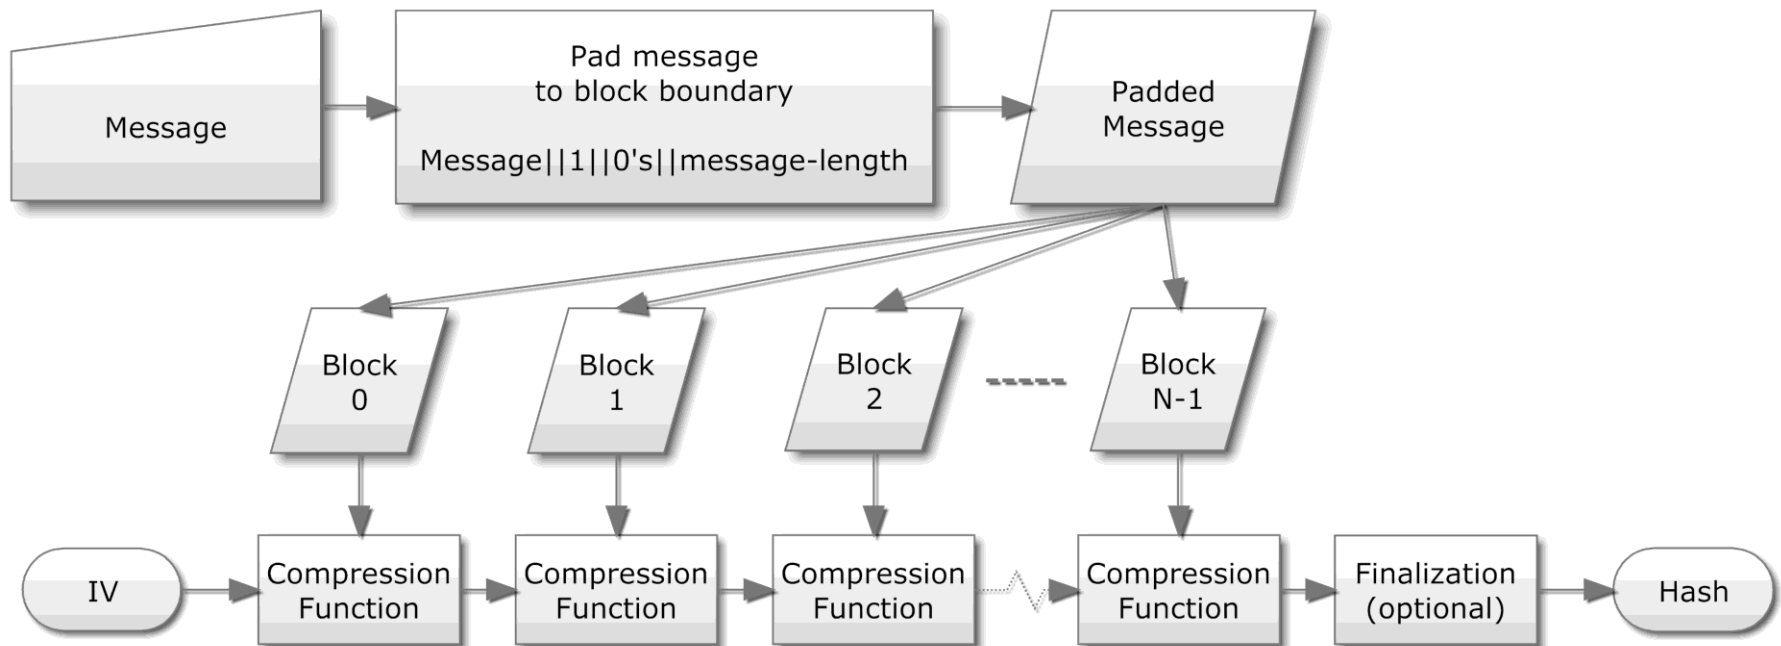 Message
Pad message
to block boundary
Message||1||0's||message-length
Padded
Message
Block
0
Block
1
Block
2
Block
N-1
IV
Compression
Function
Compression
Function
Compression
Function
Compression
Function
Finalization
(optional)
Hash